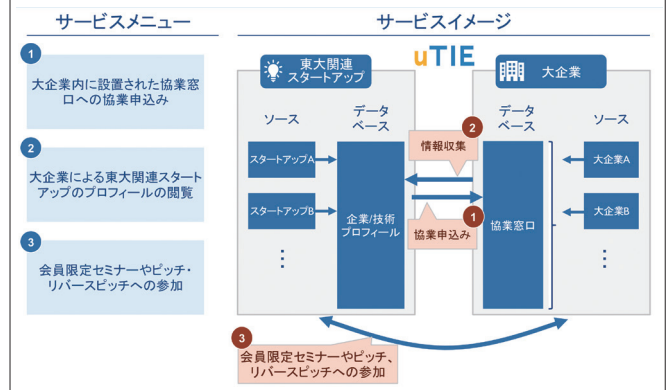 サービスメニュー
1
大企業内に設置された協業窓
口への協業申込み
2
大企業による東大関連スタート
アップのプロフィールの閲覧
3
会員限定セミナーやピッチ・
リバースピッチへの参加
サービスイメージ
東大関連
スタートアップ
uTIE
大企業
ソース
データ
ベース
スタートアップA
スタートアップB
⋮
企業/技術
プロフィール
⋮
2
情報収集
1
協業申込み
データ
ベース
ソース
協業窓口
大企業A
大企業B
⋮
3
会員限定セミナーやピッチ、
リバースピッチへの参加